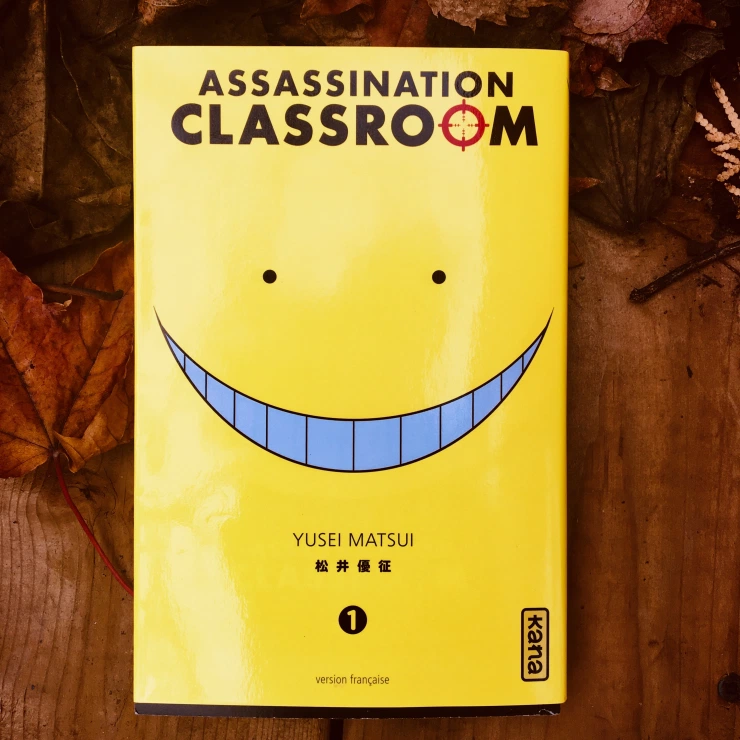 ASSASSINATION
CLASSROOM
YUSEI MATSUI
松井優征
1
kana
version française